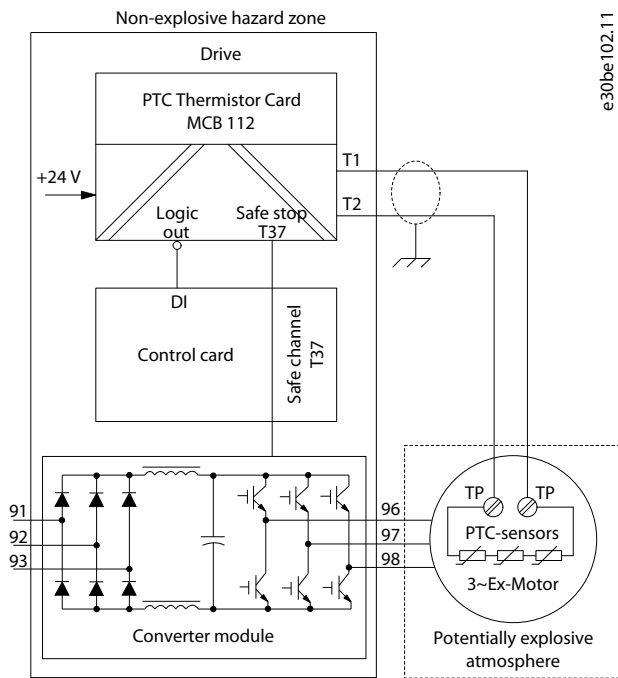 Non-explosive hazard zone
e30be102.11
Drive
PTC Thermistor Card
MCB 112
T1
+24 V
T2
Logic
out
Safe stop
T37
DI
Control card
Safe channel
T37
91
92
93
96
97
98
TP
TP
PTC-sensors
3~Ex-Motor
Converter module
Potentially explosive
atmosphere